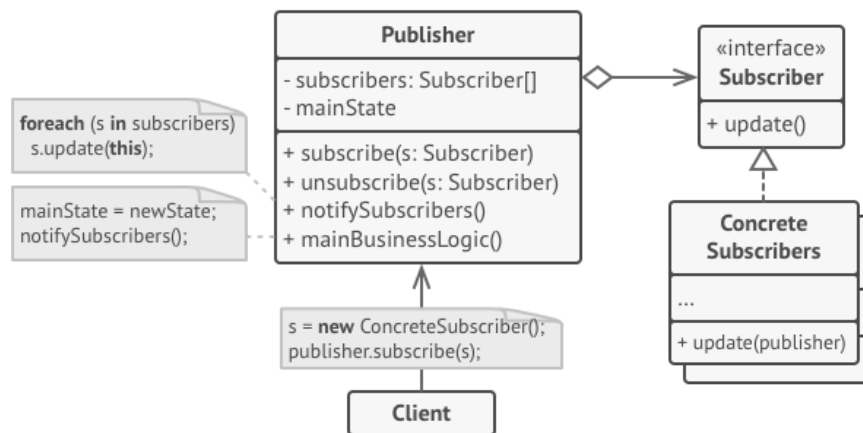 Publisher
- subscribers: Subscriber[]
- mainState
+ subscribe(s: Subscriber)
+ unsubscribe(s: Subscriber)
+ notifySubscribers()
+ mainBusinessLogic()
foreach (s in subscribers)
s.update(this);
mainState = newState;
notifySubscribers();
«interface»
Subscriber
+ update()
Concrete
Subscribers
...
+ update(publisher)
s = new ConcreteSubscriber();
publisher.subscribe(s);
Client